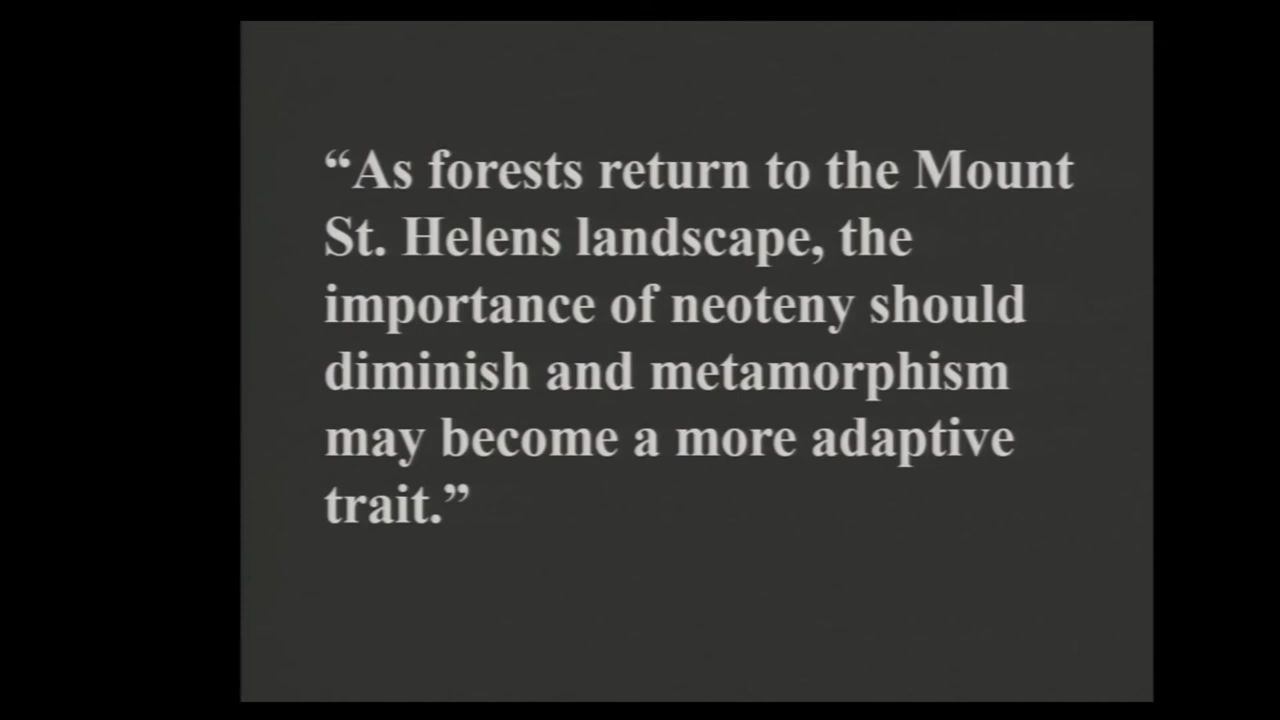 “As forests return to the Mount
St. Helens landscape, the
importance of neoteny should
diminish and metamorphism
may become a more adaptive
trait.”